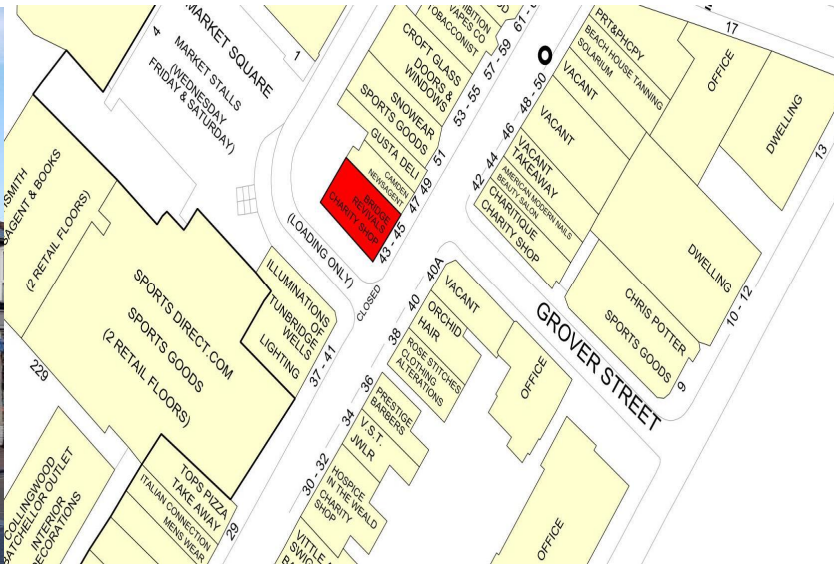 MARKET SQUARE
4
1
MARKET STALLS
(WEDNESDAY
FRIDAY & SATURDAY)
TOBACCONIST
VAPES CO
CROFT GLASS
DOORS &
WINDOWS
SNOWEAR
SPORTS GOODS
GUSTA DELI
CAMDEN
NEWSAGENT
BRIDGE
REVIVALS
CHARITY SHOP
43 - 45
47
49
51
53 - 55
57 - 59
(LOADING ONLY)
CLOSED
17
PRT&PHCPY
BEACH HOUSE TANNING
SOLARIUM
VACANT
VACANT
VACANT
TAKEAWAY
AMERICAN MODERN NAILS
BEAUTY SALON
CHARITIQUE
CHARITY SHOP
42 - 44
46
48-50
OFFICE
DWELLING
13
DWELLING
10 - 12
CHRIS POTTER
SPORTS GOODS
9
GROVER STREET
& BOOKS
(2 RETAIL FLOORS)
SPORTS DIRECT.COM
SPORTS GOODS
(2 RETAIL FLOORS)
229
ILLUMINATIONS
OF
TUNBRIDGE
WELLS
LIGHTING
37 - 41
40A
40
38
36
34
30 - 32
VACANT
ORCHID
HAIR
ROSE STITCHES
CLOTHING
ALTERATIONS
OFFICE
PRESTIGE
BARBERS
V.S.T.
JWLR
HOSPICE
IN THE WEALD
CHARITY
SHOP
OFFICE
COLLINGWOOD
BATCHELLOR OUTLET
INTERIOR
DECORATIONS
TOPS PIZZA
TAKE AWAY
ITALIAN CONNECTION
MENS WEAR
29